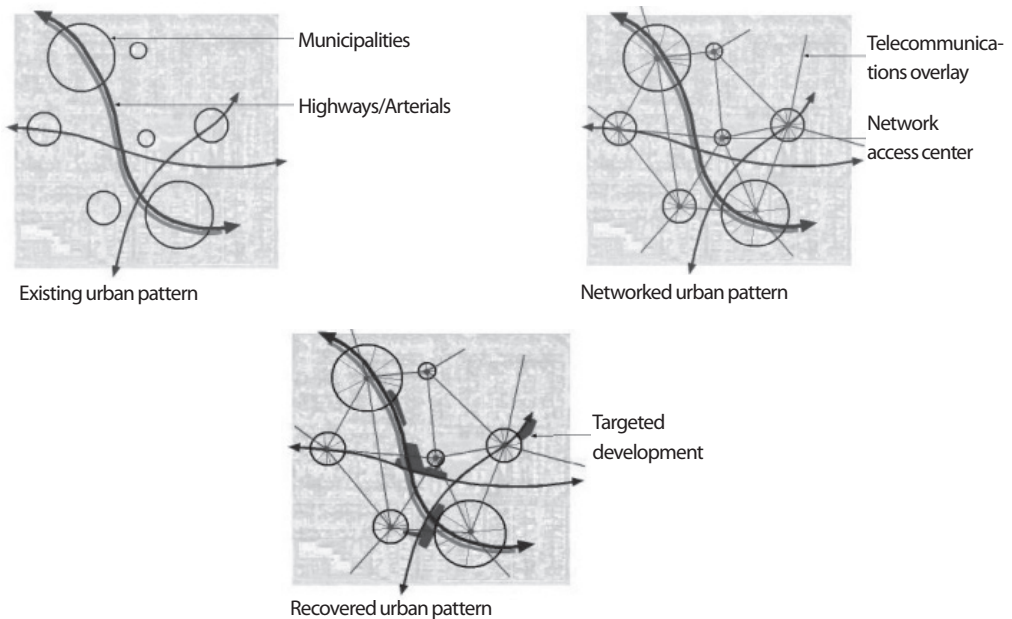 Municipalities
Highways/Arterials
Existing urban pattern
Telecommunica-
tions overlay
Network
access center
Networked urban pattern
Targeted
development
Recovered urban pattern